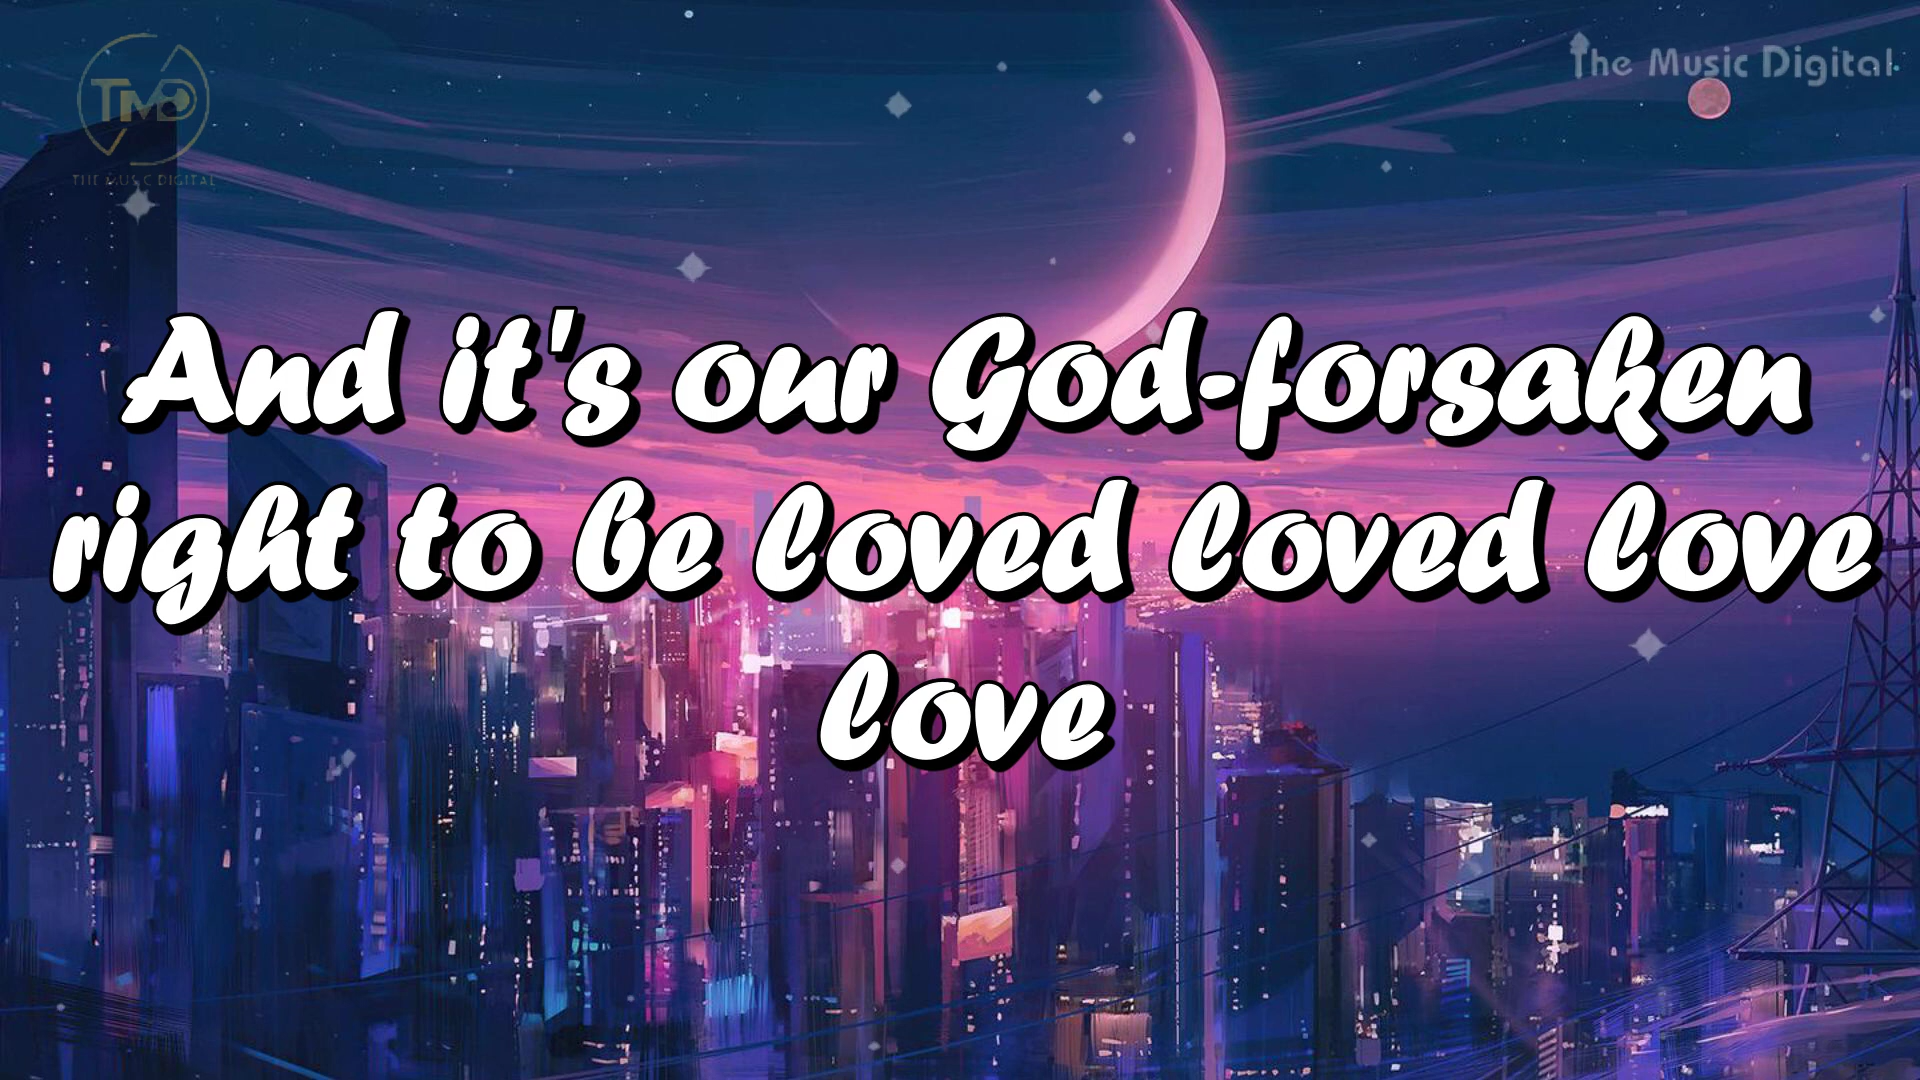 TMD
THE MUSIC DIGITAL
The Music Digital
And it's our God-forsaken
right to be loved loved love
love